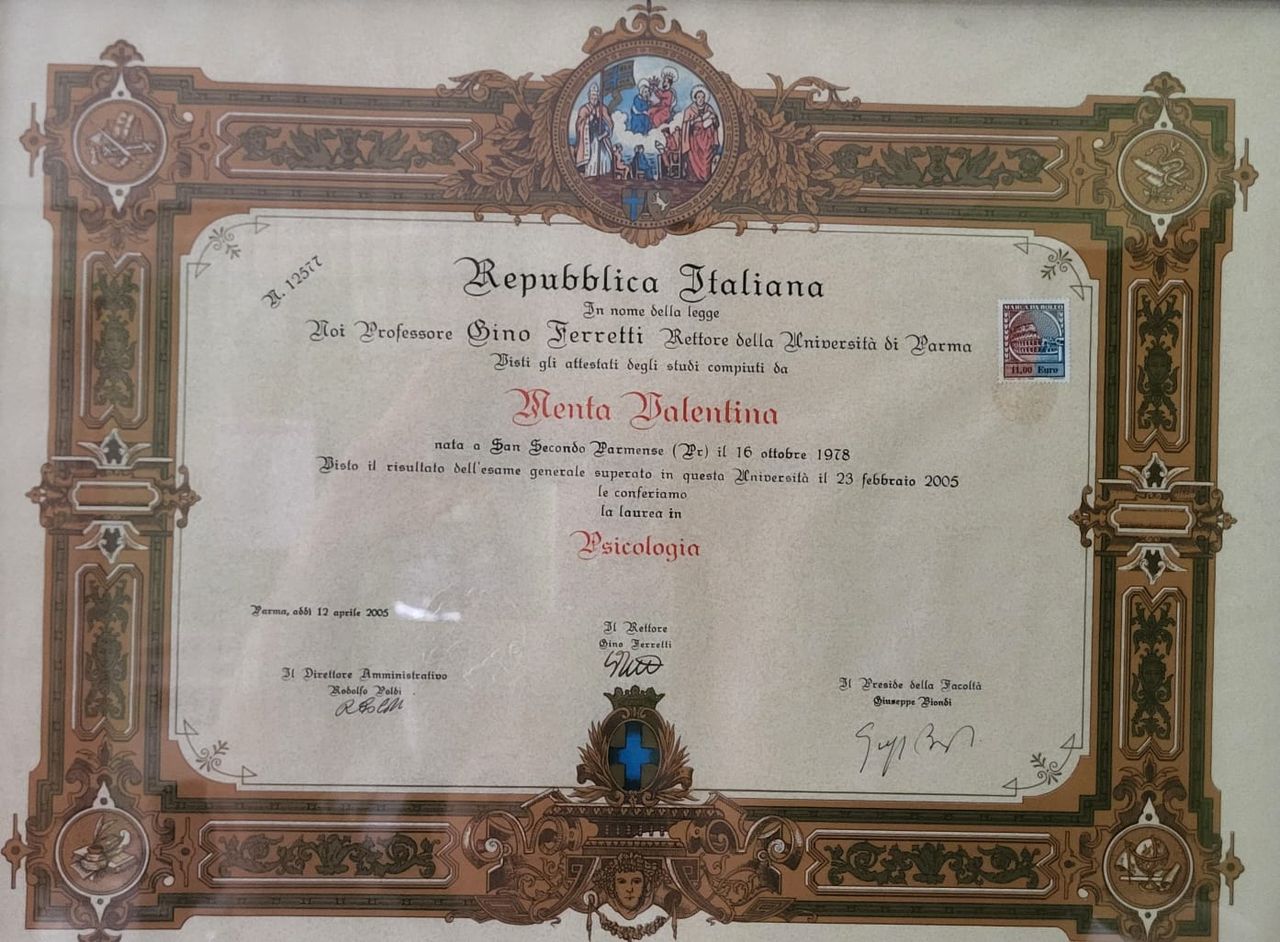 N. 12577
Repubblica Italiana
In nome della legge
Noi Professore Gino Ferretti Rettore della Università di Parma
Visti gli attestati degli studi compiuti da
MARCA DA BOLLO
11,00 Euro
Menta Valentina
nata a San Secondo Parmense (Pr) il 16 ottobre 1978
Visto il risultato dell'esame generale superato in questa Università il 23 febbraio 2005
le conferiamo
la laurea in
Psicologia
Parma, addì 12 aprile 2005
Il Rettore
Gino Ferretti
Il Direttore Amministrativo
Rodolfo Poldi
Il Preside della Facoltà
Giuseppe Biondi